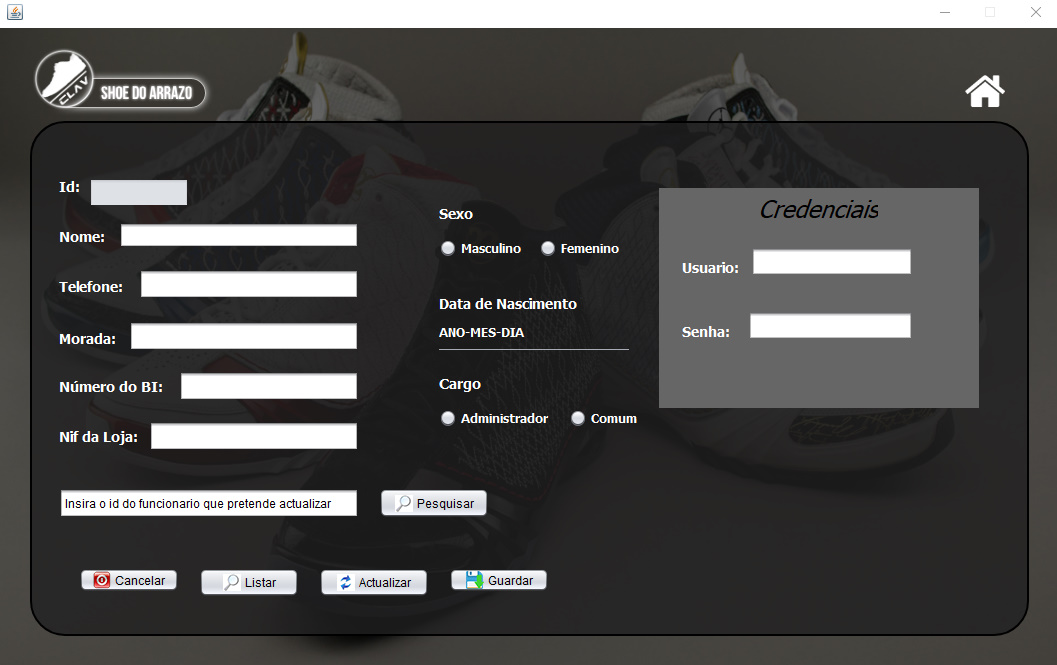 CLAV
SHOE DO ARRAZO
Id:
Nome:
Telefone:
Morada:
Número do BI:
Nif da Loja:
Insira o id do funcionario que pretende actualizar
Pesquisar
Sexo
Masculino
Femenino
Data de Nascimento
ANO-MES-DIA
Cargo
Administrador
Comum
Credenciais
Usuario:
Senha:
Cancelar
Listar
Actualizar
Guardar